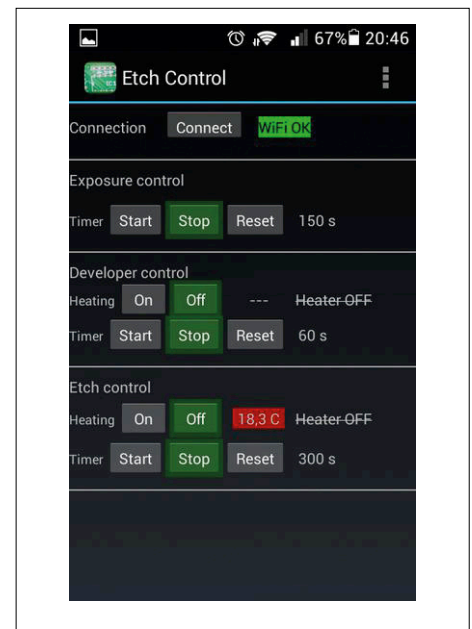 67% 20:46
Etch Control
Connection Connect WiFi OK
Exposure control
Timer Start Stop Reset 150 s
Developer control
Heating On Off --- Heater OFF
Timer Start Stop Reset 60 s
Etch control
Heating On Off 18,3 C Heater OFF
Timer Start Stop Reset 300 s